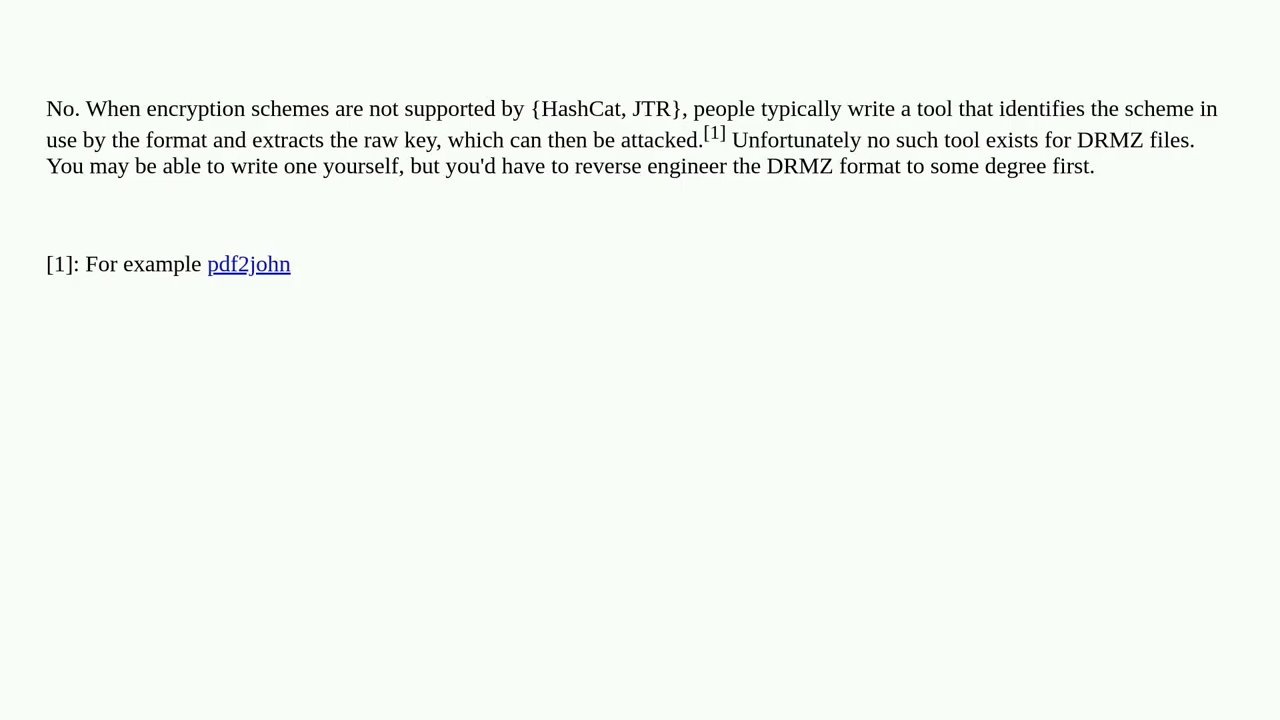 No. When encryption schemes are not supported by {HashCat, JTR}, people typically write a tool that identifies the scheme in
use by the format and extracts the raw key, which can then be attacked.[1] Unfortunately no such tool exists for DRMZ files.
You may be able to write one yourself, but you'd have to reverse engineer the DRMZ format to some degree first.
[1]: For example pdf2john